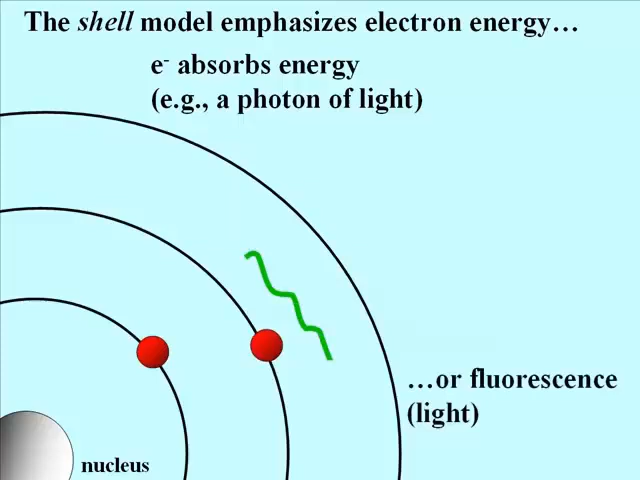 The shell model emphasizes electron energy…
e- absorbs energy
(e.g., a photon of light)
…or fluorescence
(light)
nucleus